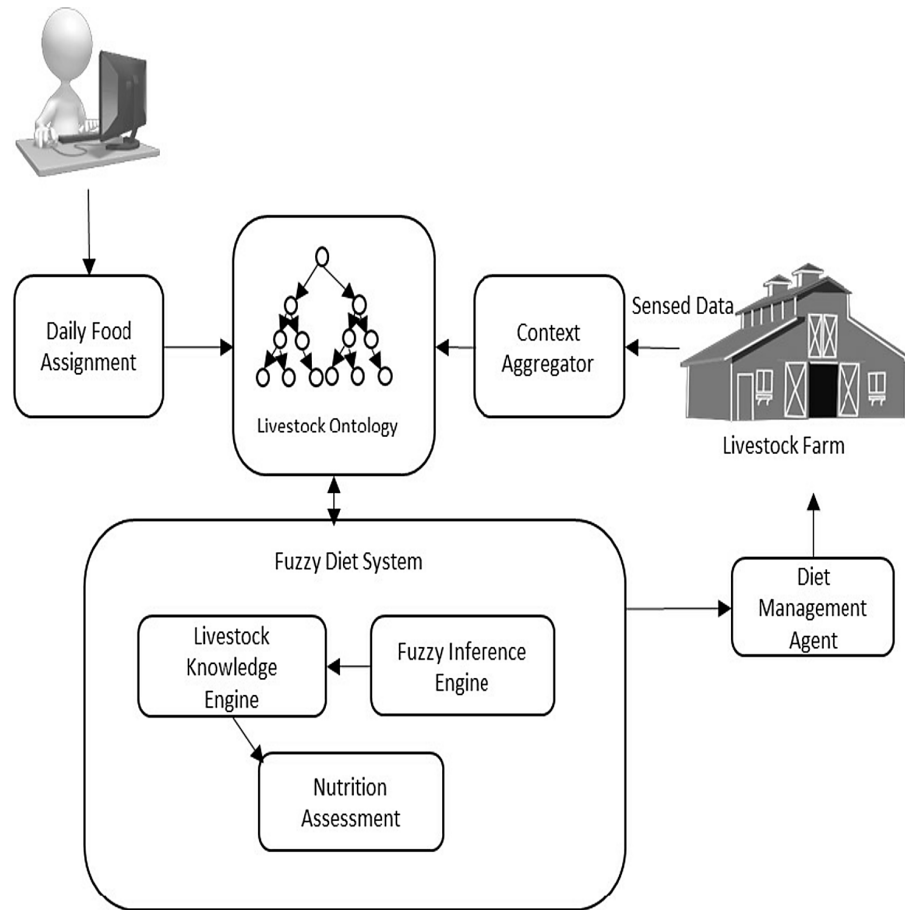 Daily Food
Assignment
Livestock Ontology
Context
Aggregator
Sensed Data
Livestock Farm
Fuzzy Diet System
Livestock
Knowledge
Engine
Fuzzy Inference
Engine
Nutrition
Assessment
Diet
Management
Agent